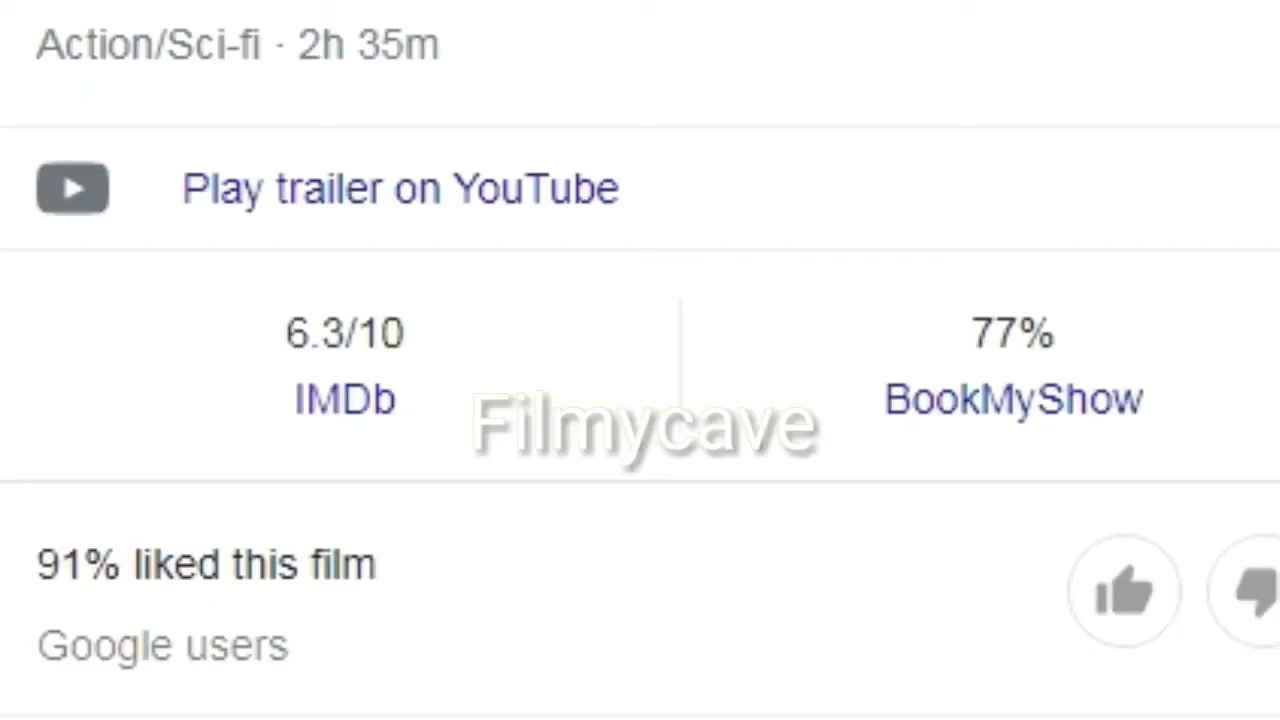 Action/Sci-fi · 2h 35m
Play trailer on YouTube
6.3/10
IMDb
77%
BookMyShow
Filmycave
91% liked this film
Google users